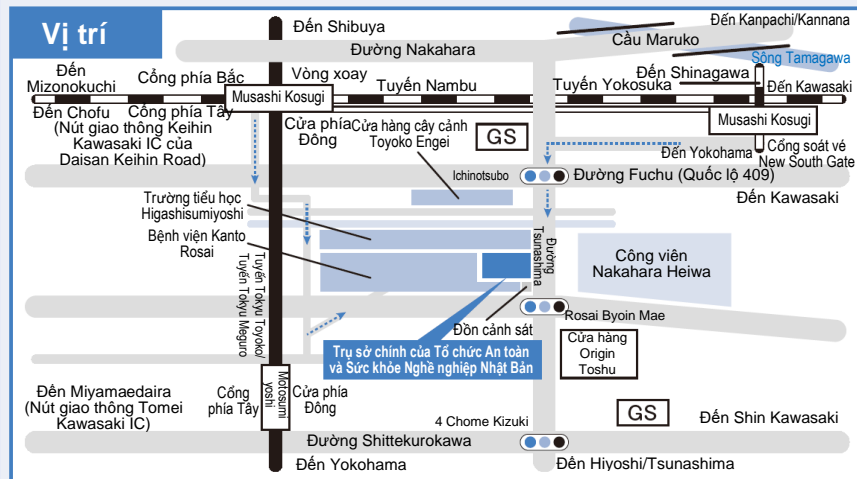 Vị trí
Đến Shibuya
Đến Kanpachi/Kannana
Đường Nakahara
Cầu Maruko
Sông Tamagawa
Đến
Mizonokuchi
Cổng phía Bắc
Vòng xoay
Tuyến Nambu
Tuyến Yokosuka
Đến Shinagawa
Đến Kawasaki
Musashi Kosugi
Musashi Kosugi
Đến Chofu
(Nút giao thông Keihin
Kawasaki IC của
Daisan Keihin Road)
Cổng phía Tây
Cửa phía
Đông
Cửa hàng cây cảnh
Toyoko Engei
GS
Đến Yokohama
Cổng soát vé
New South Gate
Ichinotsubo
Đường Fuchu (Quốc lộ 409)
Đến Kawasaki
Trường tiểu học
Higashisumiyoshi
Bệnh viện Kanto
Rosai
Đường
Tsunashima
Công viên
Nakahara Heiwa
Tuyến Tokyu Toyoko/
Tuyến Tokyu Meguro
Đồn cảnh sát
Rosai Byoin Mae
Trụ sở chính của Tổ chức An toàn
và Sức khỏe Nghề nghiệp Nhật Bản
Cửa hàng
Origin
Toshu
Đến Miyamaedaira
(Nút giao thông Tomei
Kawasaki IC)
Cổng
phía Tây
Motosumi
yoshi
Cửa phía
Đông
4 Chome Kizuki
GS
Đến Shin Kawasaki
Đường Shittekurokawa
Đến Yokohama
Đến Hiyoshi/Tsunashima